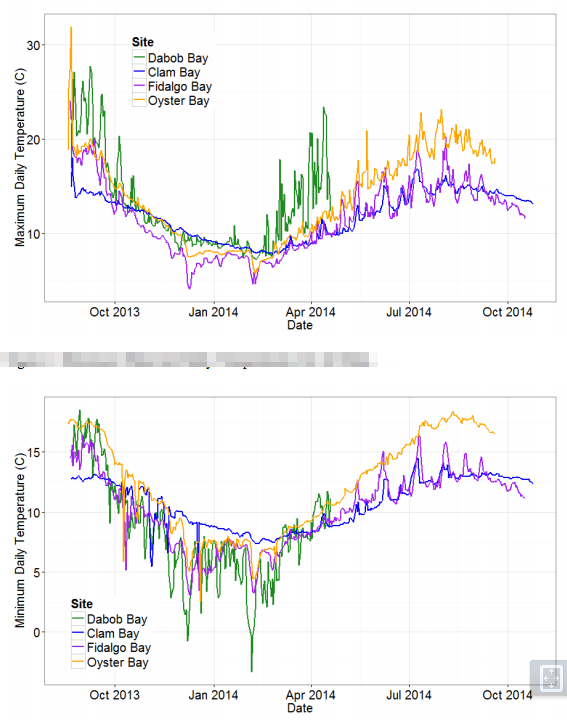 30
20
10
Maximum Daily Temperature (C)
Site
Dabob Bay
Clam Bay
Fidalgo Bay
Oyster Bay
Oct 2013 Jan 2014 Apr 2014 Jul 2014 Oct 2014
Date
15
10
5
0
Minimum Daily Temperature (C)
Site
Dabob Bay
Clam Bay
Fidalgo Bay
Oyster Bay
Oct 2013 Jan 2014 Apr 2014 Jul 2014 Oct 2014
Date